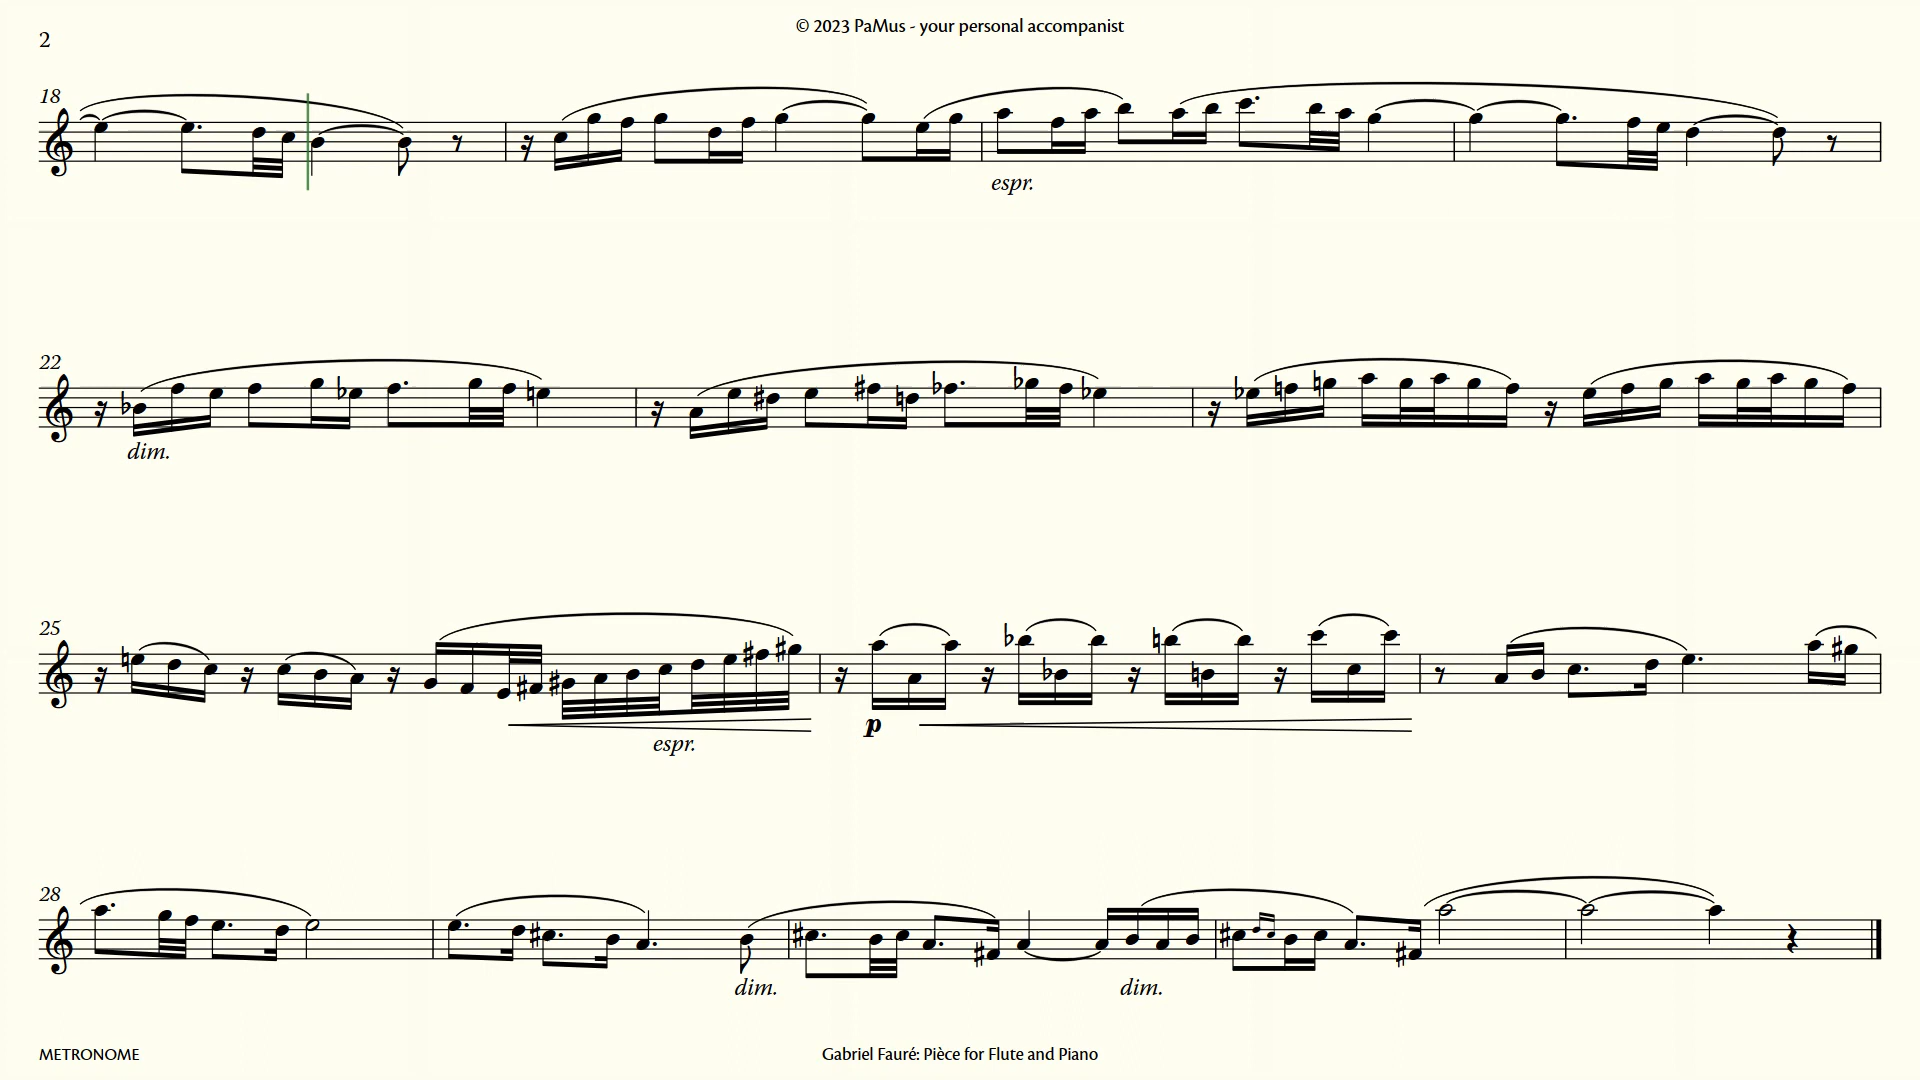 © 2023 PaMus - your personal accompanist
2
18
espr.
22
dim.
25
espr.
p
28
dim.
dim.
METRONOME
Gabriel Fauré: Pièce for Flute and Piano